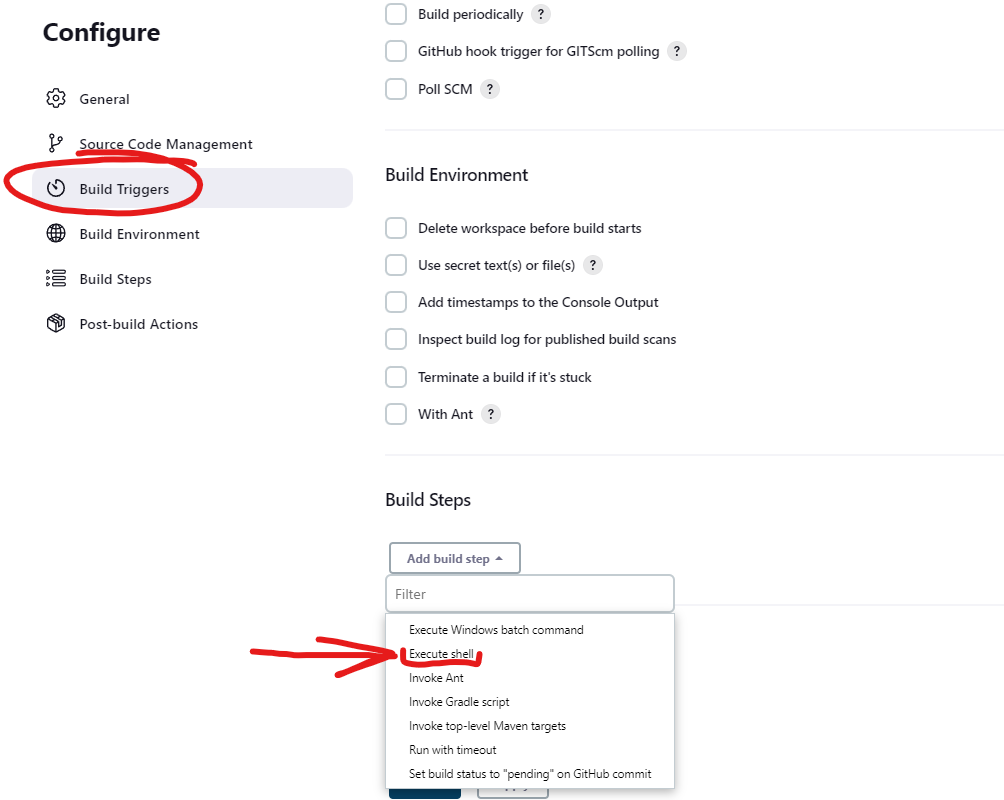 Configure
General
Source Code Management
Build Triggers
Build Environment
Build Steps
Post-build Actions
Build periodically ?
GitHub hook trigger for GITScm polling ?
Poll SCM ?
Build Environment
Delete workspace before build starts
Use secret text(s) or file(s) ?
Add timestamps to the Console Output
Inspect build log for published build scans
Terminate a build if it's stuck
With Ant ?
Build Steps
Add build step
Filter
Execute Windows batch command
Execute shell
Invoke Ant
Invoke Gradle script
Invoke top-level Maven targets
Run with timeout
Set build status to "pending" on GitHub commit